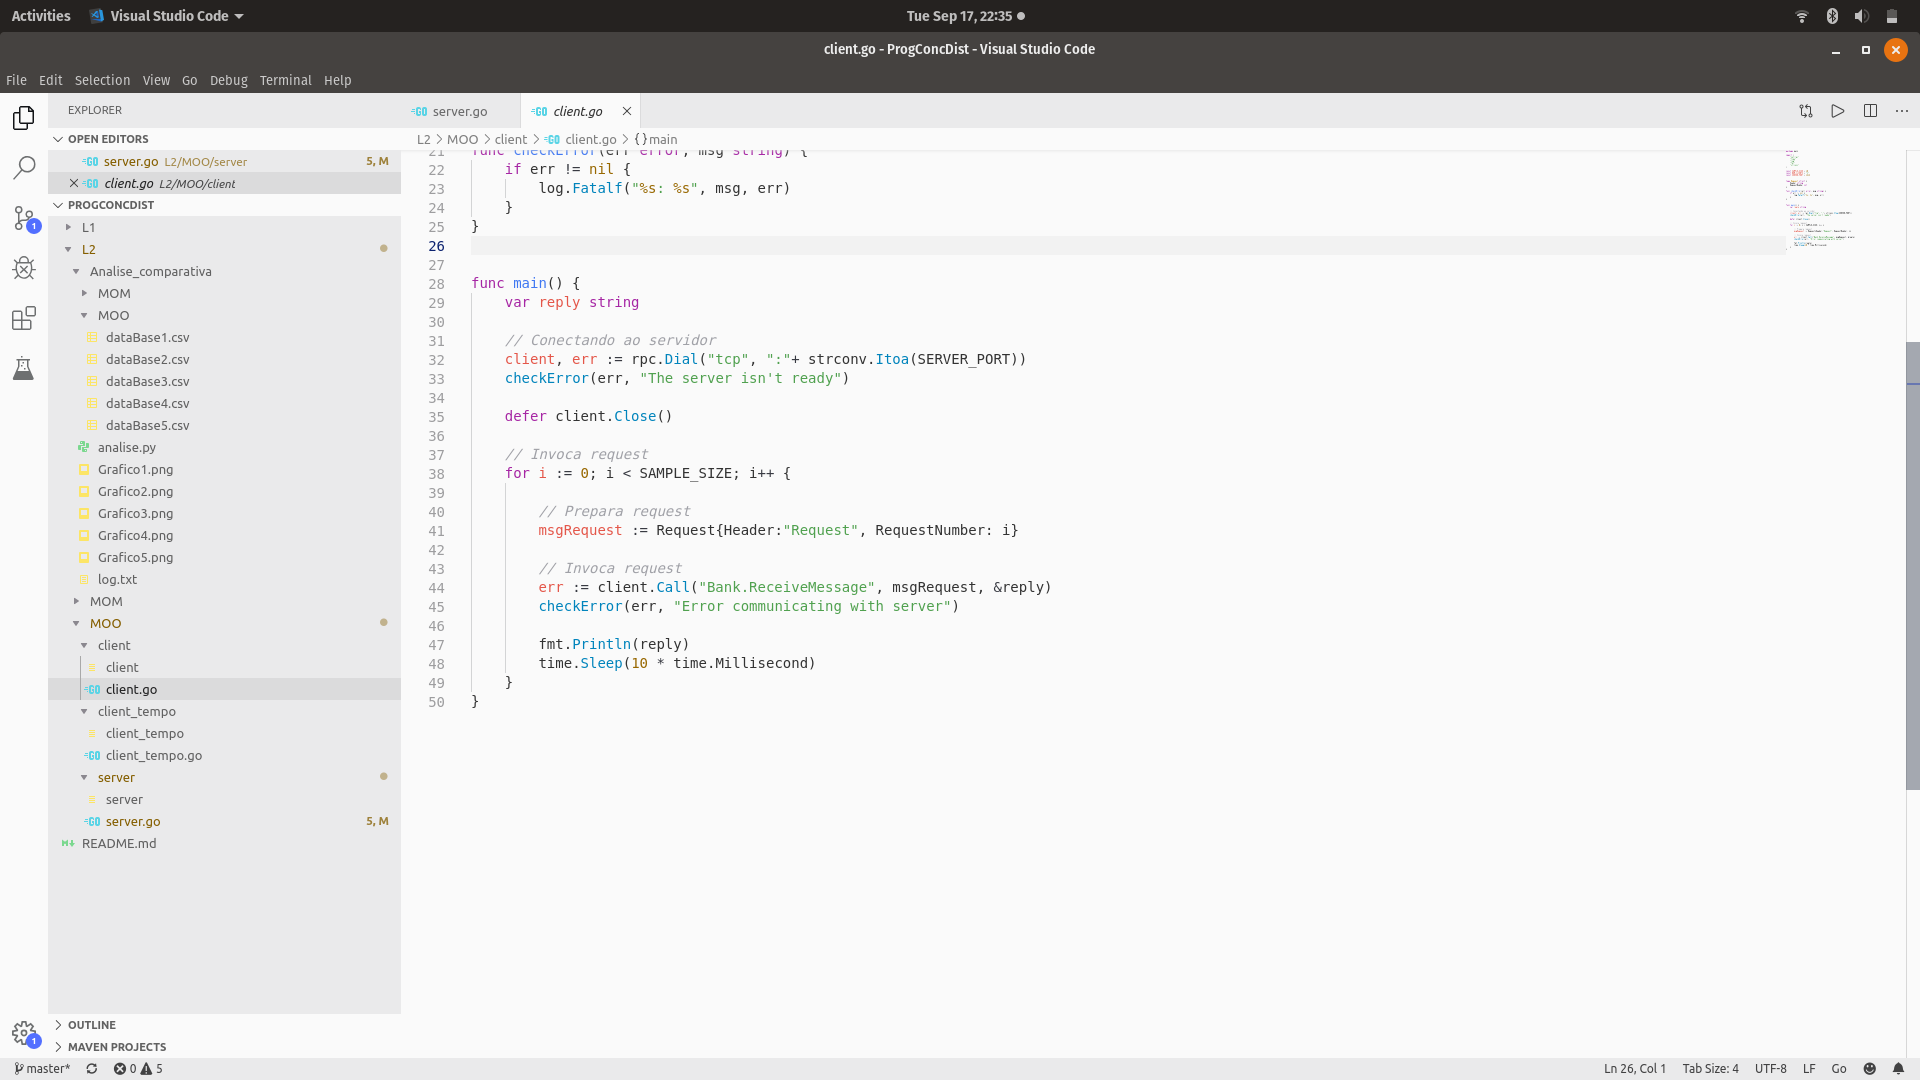 Activities
Visual Studio Code
Tue Sep 17, 22:35
client.go - ProgConcDist - Visual Studio Code
File Edit Selection View Go Debug Terminal Help
EXPLORER
OPEN EDITORS
server.go L2/MOO/server 5, M
client.go L2/MOO/client
PROGCONCDIST
L1
L2
Analise_comparativa
MOM
MOO
dataBase1.csv
dataBase2.csv
dataBase3.csv
dataBase4.csv
dataBase5.csv
analise.py
Grafico1.png
Grafico2.png
Grafico3.png
Grafico4.png
Grafico5.png
log.txt
MOM
MOO
client
client
client.go
client_tempo
client_tempo
client_tempo.go
server
server
server.go 5, M
README.md
OUTLINE
MAVEN PROJECTS
1
1
server.go
client.go
L2 > MOO > client > client.go > {} main
21 func checkError(err error, msg string) {
22 if err != nil {
23 log.Fatalf("%s: %s", msg, err)
24 }
25 }
26
27
28 func main() {
29 var reply string
30
31 // Conectando ao servidor
32 client, err := rpc.Dial("tcp", ":"+ strconv.Itoa(SERVER_PORT))
33 checkError(err, "The server isn't ready")
34
35 defer client.Close()
36
37 // Invoca request
38 for i := 0; i < SAMPLE_SIZE; i++ {
39
40 // Prepara request
41 msgRequest := Request{Header:"Request", RequestNumber: i}
42
43 // Invoca request
44 err := client.Call("Bank.ReceiveMessage", msgRequest, &reply)
45 checkError(err, "Error communicating with server")
46
47 fmt.Println(reply)
48 time.Sleep(10 * time.Millisecond)
49 }
50 }
master* 0 5
Ln 26, Col 1 Tab Size: 4 UTF-8 LF Go